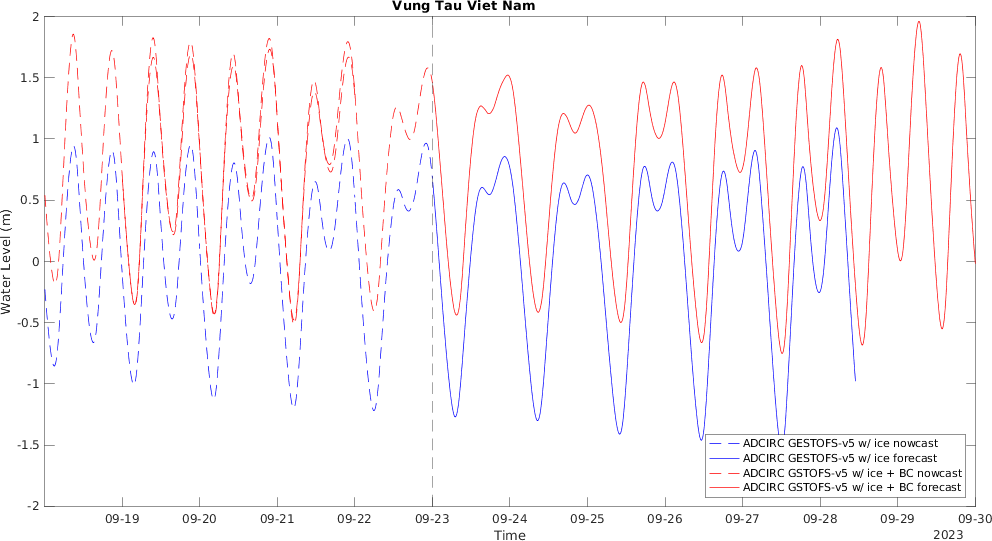 Vung Tau Viet Nam
2
1.5
1
0.5
0
-0.5
-1
-1.5
-2
Water Level (m)
ADCIRC GESTOFS-v5 w/ ice nowcast
ADCIRC GESTOFS-v5 w/ ice forecast
ADCIRC GSTOFS-v5 w/ ice + BC nowcast
ADCIRC GSTOFS-v5 w/ ice + BC forecast
09-19 09-20 09-21 09-22 09-23 09-24 09-25 09-26 09-27 09-28 09-29 09-30
Time
2023